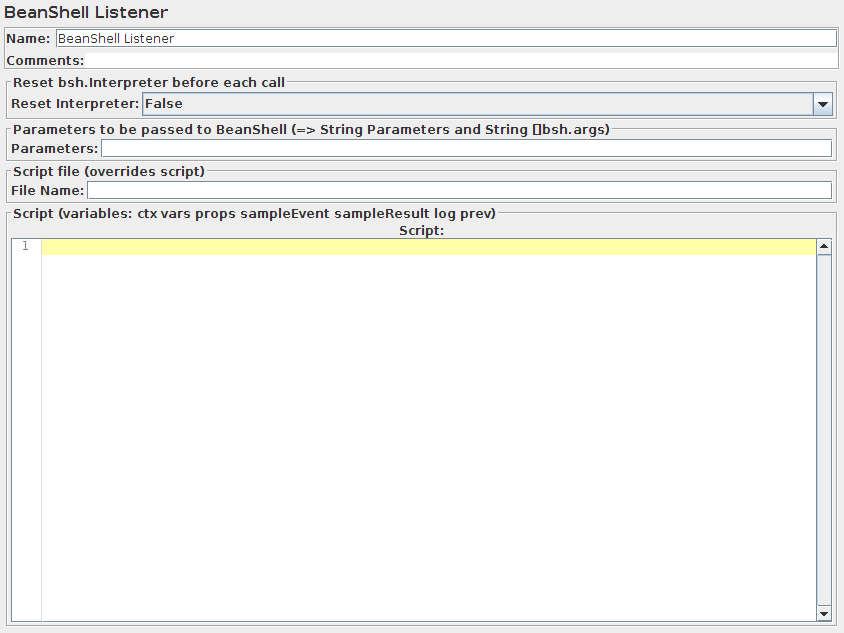 BeanShell Listener
Name: BeanShell Listener
Comments:
Reset bsh.Interpreter before each call
Reset Interpreter: False
Parameters to be passed to BeanShell (=> String Parameters and String []bsh.args)
Parameters:
Script file (overrides script)
File Name:
Script (variables: ctx vars props sampleEvent sampleResult log prev)
Script:
1